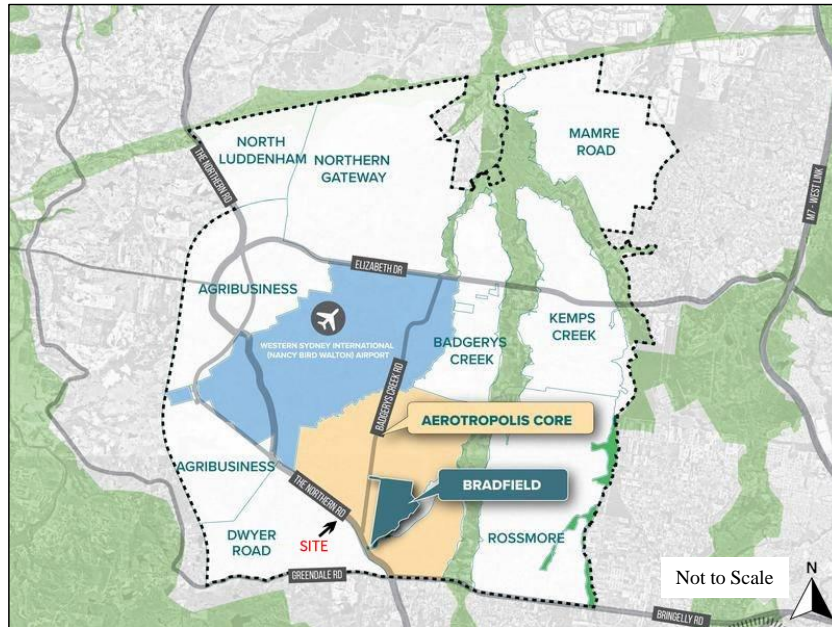 MAMRE
ROAD
NORTH
LUDDENHAM
NORTHERN
GATEWAY
THE NORTHERN RD
M7 - WEST LINK
ELIZABETH DR
AGRIBUSINESS
KEMPS
CREEK
WESTERN SYDNEY INTERNATIONAL
(NANCY BIRD WALTON) AIRPORT
BADGERYS
CREEK
BADGERYS CREEK RD
AEROTROPOLIS CORE
AGRIBUSINESS
THE NORTHERN RD
BRADFIELD
DWYER
ROAD
SITE
ROSSMORE
GREENDALE RD
Not to Scale
N
BRINGELLY RD